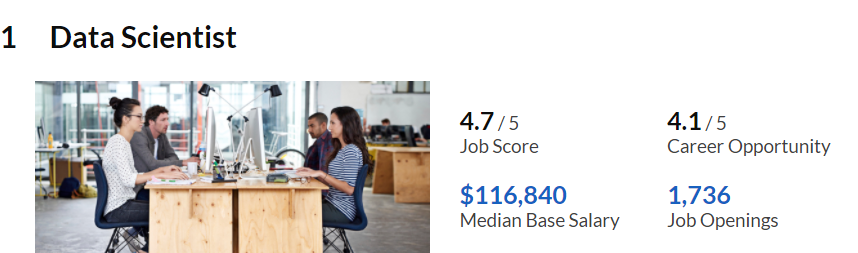 1 Data Scientist
4.7 / 5
Job Score
4.1 / 5
Career Opportunity
$116,840
Median Base Salary
1,736
Job Openings